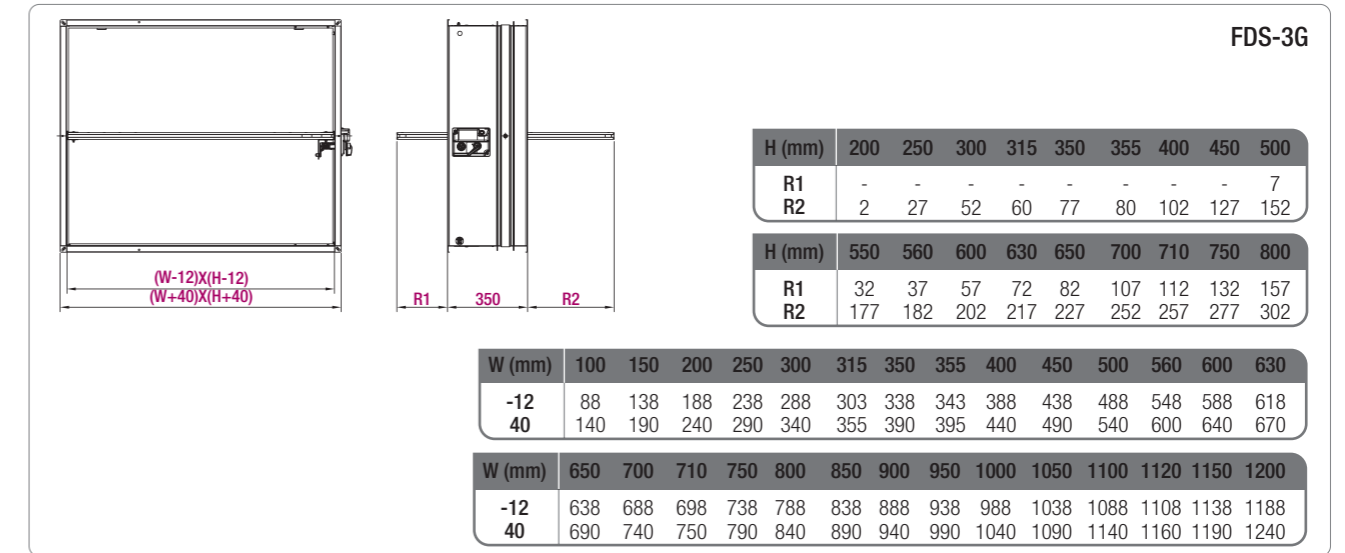 FDS-3G
(W-12)X(H-12)
(W+40)X(H+40)
R1 350 R2
H (mm) 200 250 300 315 350 355 400 450 500
R1 - - - - - - - - 7
R2 2 27 52 60 77 80 102 127 152
H (mm) 550 560 600 630 650 700 710 750 800
R1 32 37 57 72 82 107 112 132 157
R2 177 182 202 217 227 252 257 277 302
W (mm) 100 150 200 250 300 315 350 355 400 450 500 560 600 630
-12 88 138 188 238 288 303 338 343 388 438 488 548 588 618
40 140 190 240 290 340 355 390 395 440 490 540 600 640 670
W (mm) 650 700 710 750 800 850 900 950 1000 1050 1100 1120 1150 1200
-12 638 688 698 738 788 838 888 938 988 1038 1088 1108 1138 1188
40 690 740 750 790 840 890 940 990 1040 1090 1140 1160 1190 1240